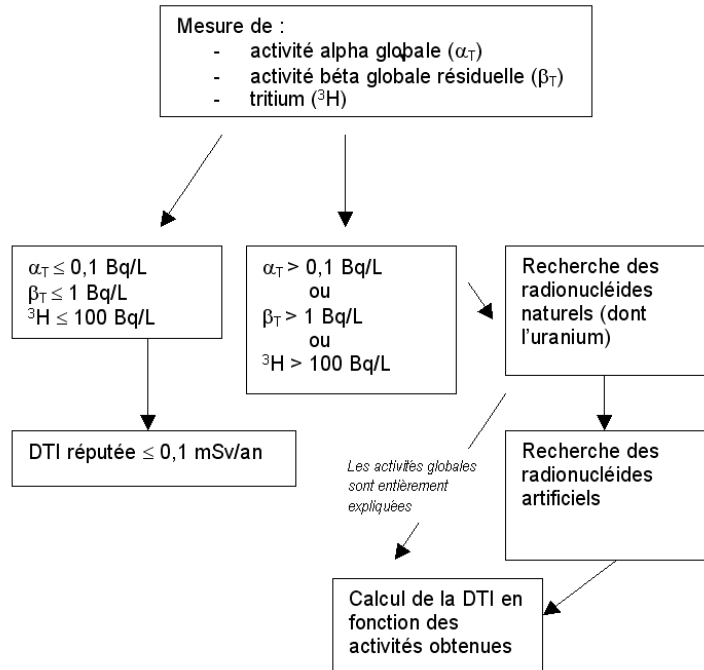 Mesure de :
- activité alpha globale (αT)
- activité béta globale résiduelle (βT)
- tritium (³H)
αT ≤ 0,1 Bq/L
βT ≤ 1 Bq/L
³H ≤ 100 Bq/L
αT > 0,1 Bq/L
ou
βT > 1 Bq/L
ou
³H > 100 Bq/L
Recherche des
radionucléides
naturels (dont
l'uranium)
DTI réputée ≤ 0,1 mSv/an
Les activités globales
sont entièrement
expliquées
Recherche des
radionucléides
artificiels
Calcul de la DTI en
fonction des
activités obtenues